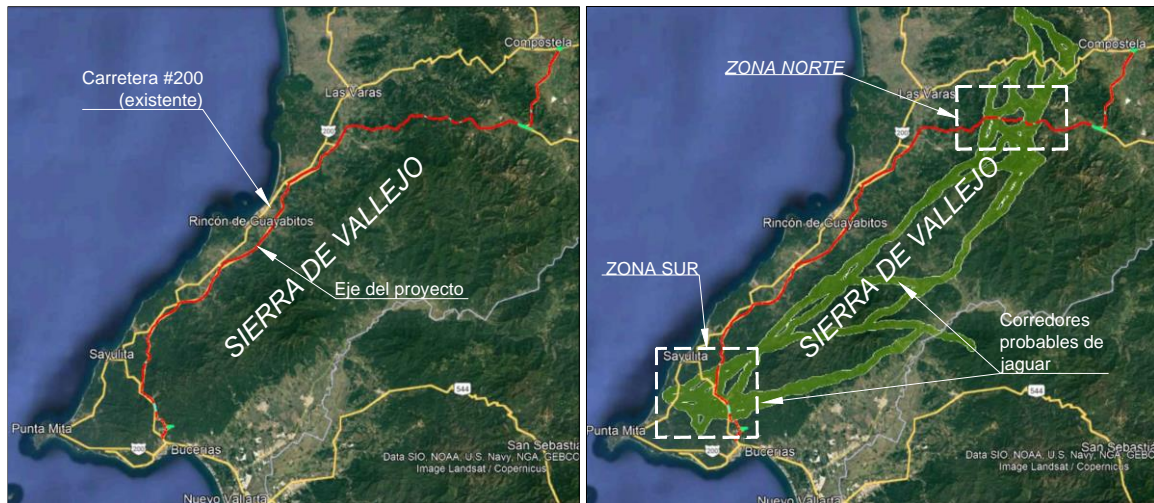 Compostela
Carretera #200
(existente)
Las Varas
200
Rincón de Guayabitos
SIERRA DE VALLEJO
Eje del proyecto
Sayulita
544
Punta Mita
200
Bucerías
San Sebastiá
Data SIO, NOAA, U.S. Navy, NGA, GEBCO
Image Landsat / Copernicus
Nuevo Vallarta
Compostela
ZONA NORTE
Las Varas
200
Rincón de Guayabitos
SIERRA DE VALLEJO
ZONA SUR
Corredores
probables de
jaguar
Sayulita
544
Punta Mita
200
Bucerías
San Sebastiá
Data SIO, NOAA, U.S. Navy, NGA, GEBC
Image Landsat / Copernicus
Nuevo Vallarta